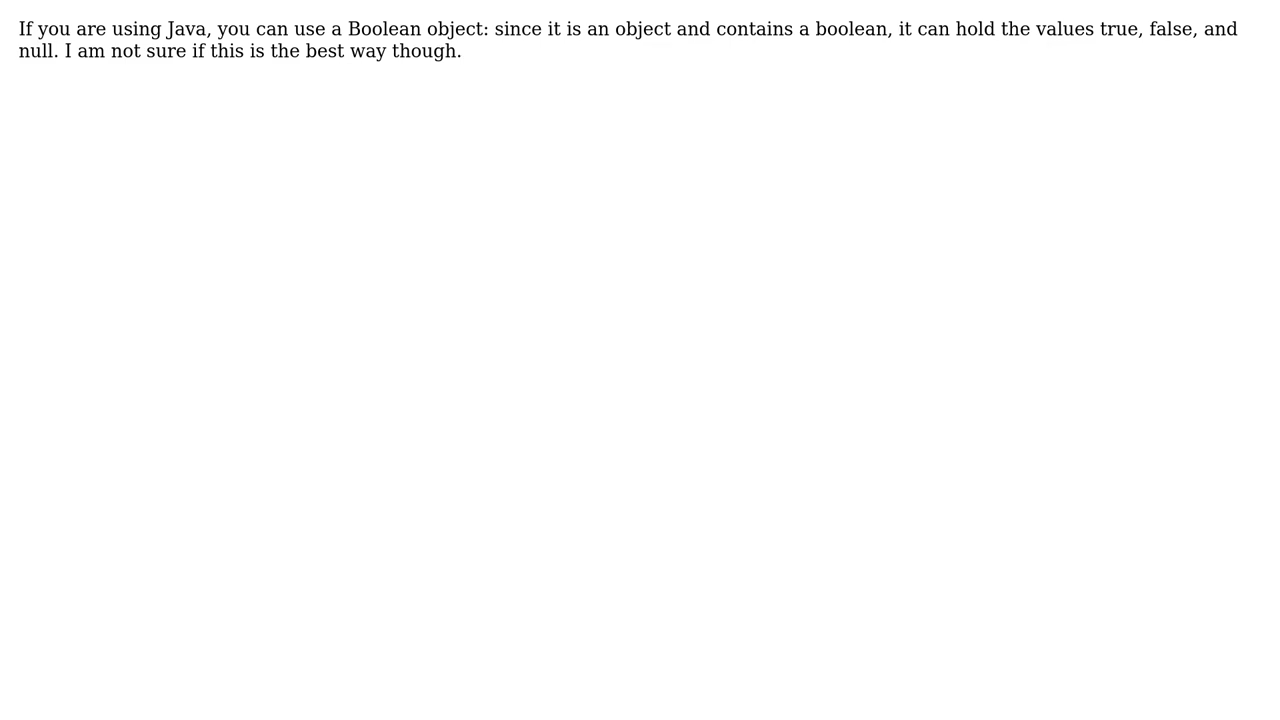 If you are using Java, you can use a Boolean object: since it is an object and contains a boolean, it can hold the values true, false, and
null. I am not sure if this is the best way though.